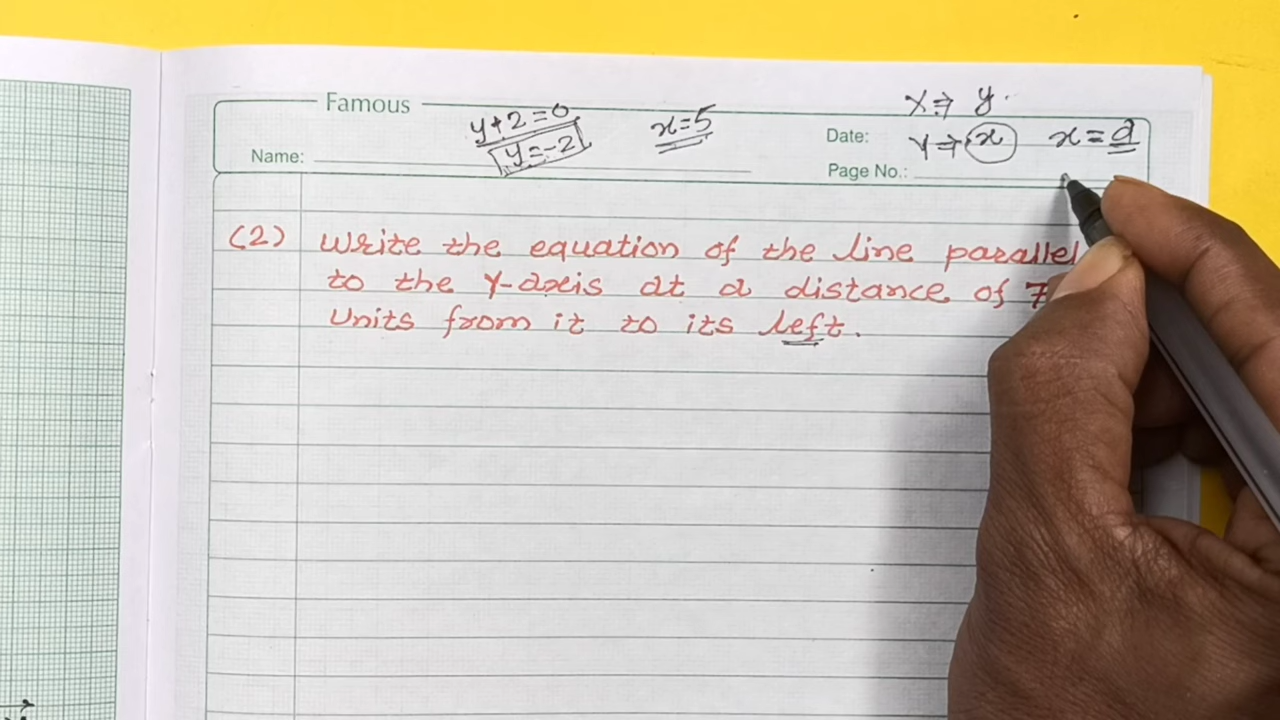 Famous
y+2=0
y=-2
x=5
x ⇒ y.
Date:
y ⇒ x
x = a
Name:
Page No.:
(2) Write the equation of the line parallel
to the Y-axis at a distance of 7
Units from it to its left.